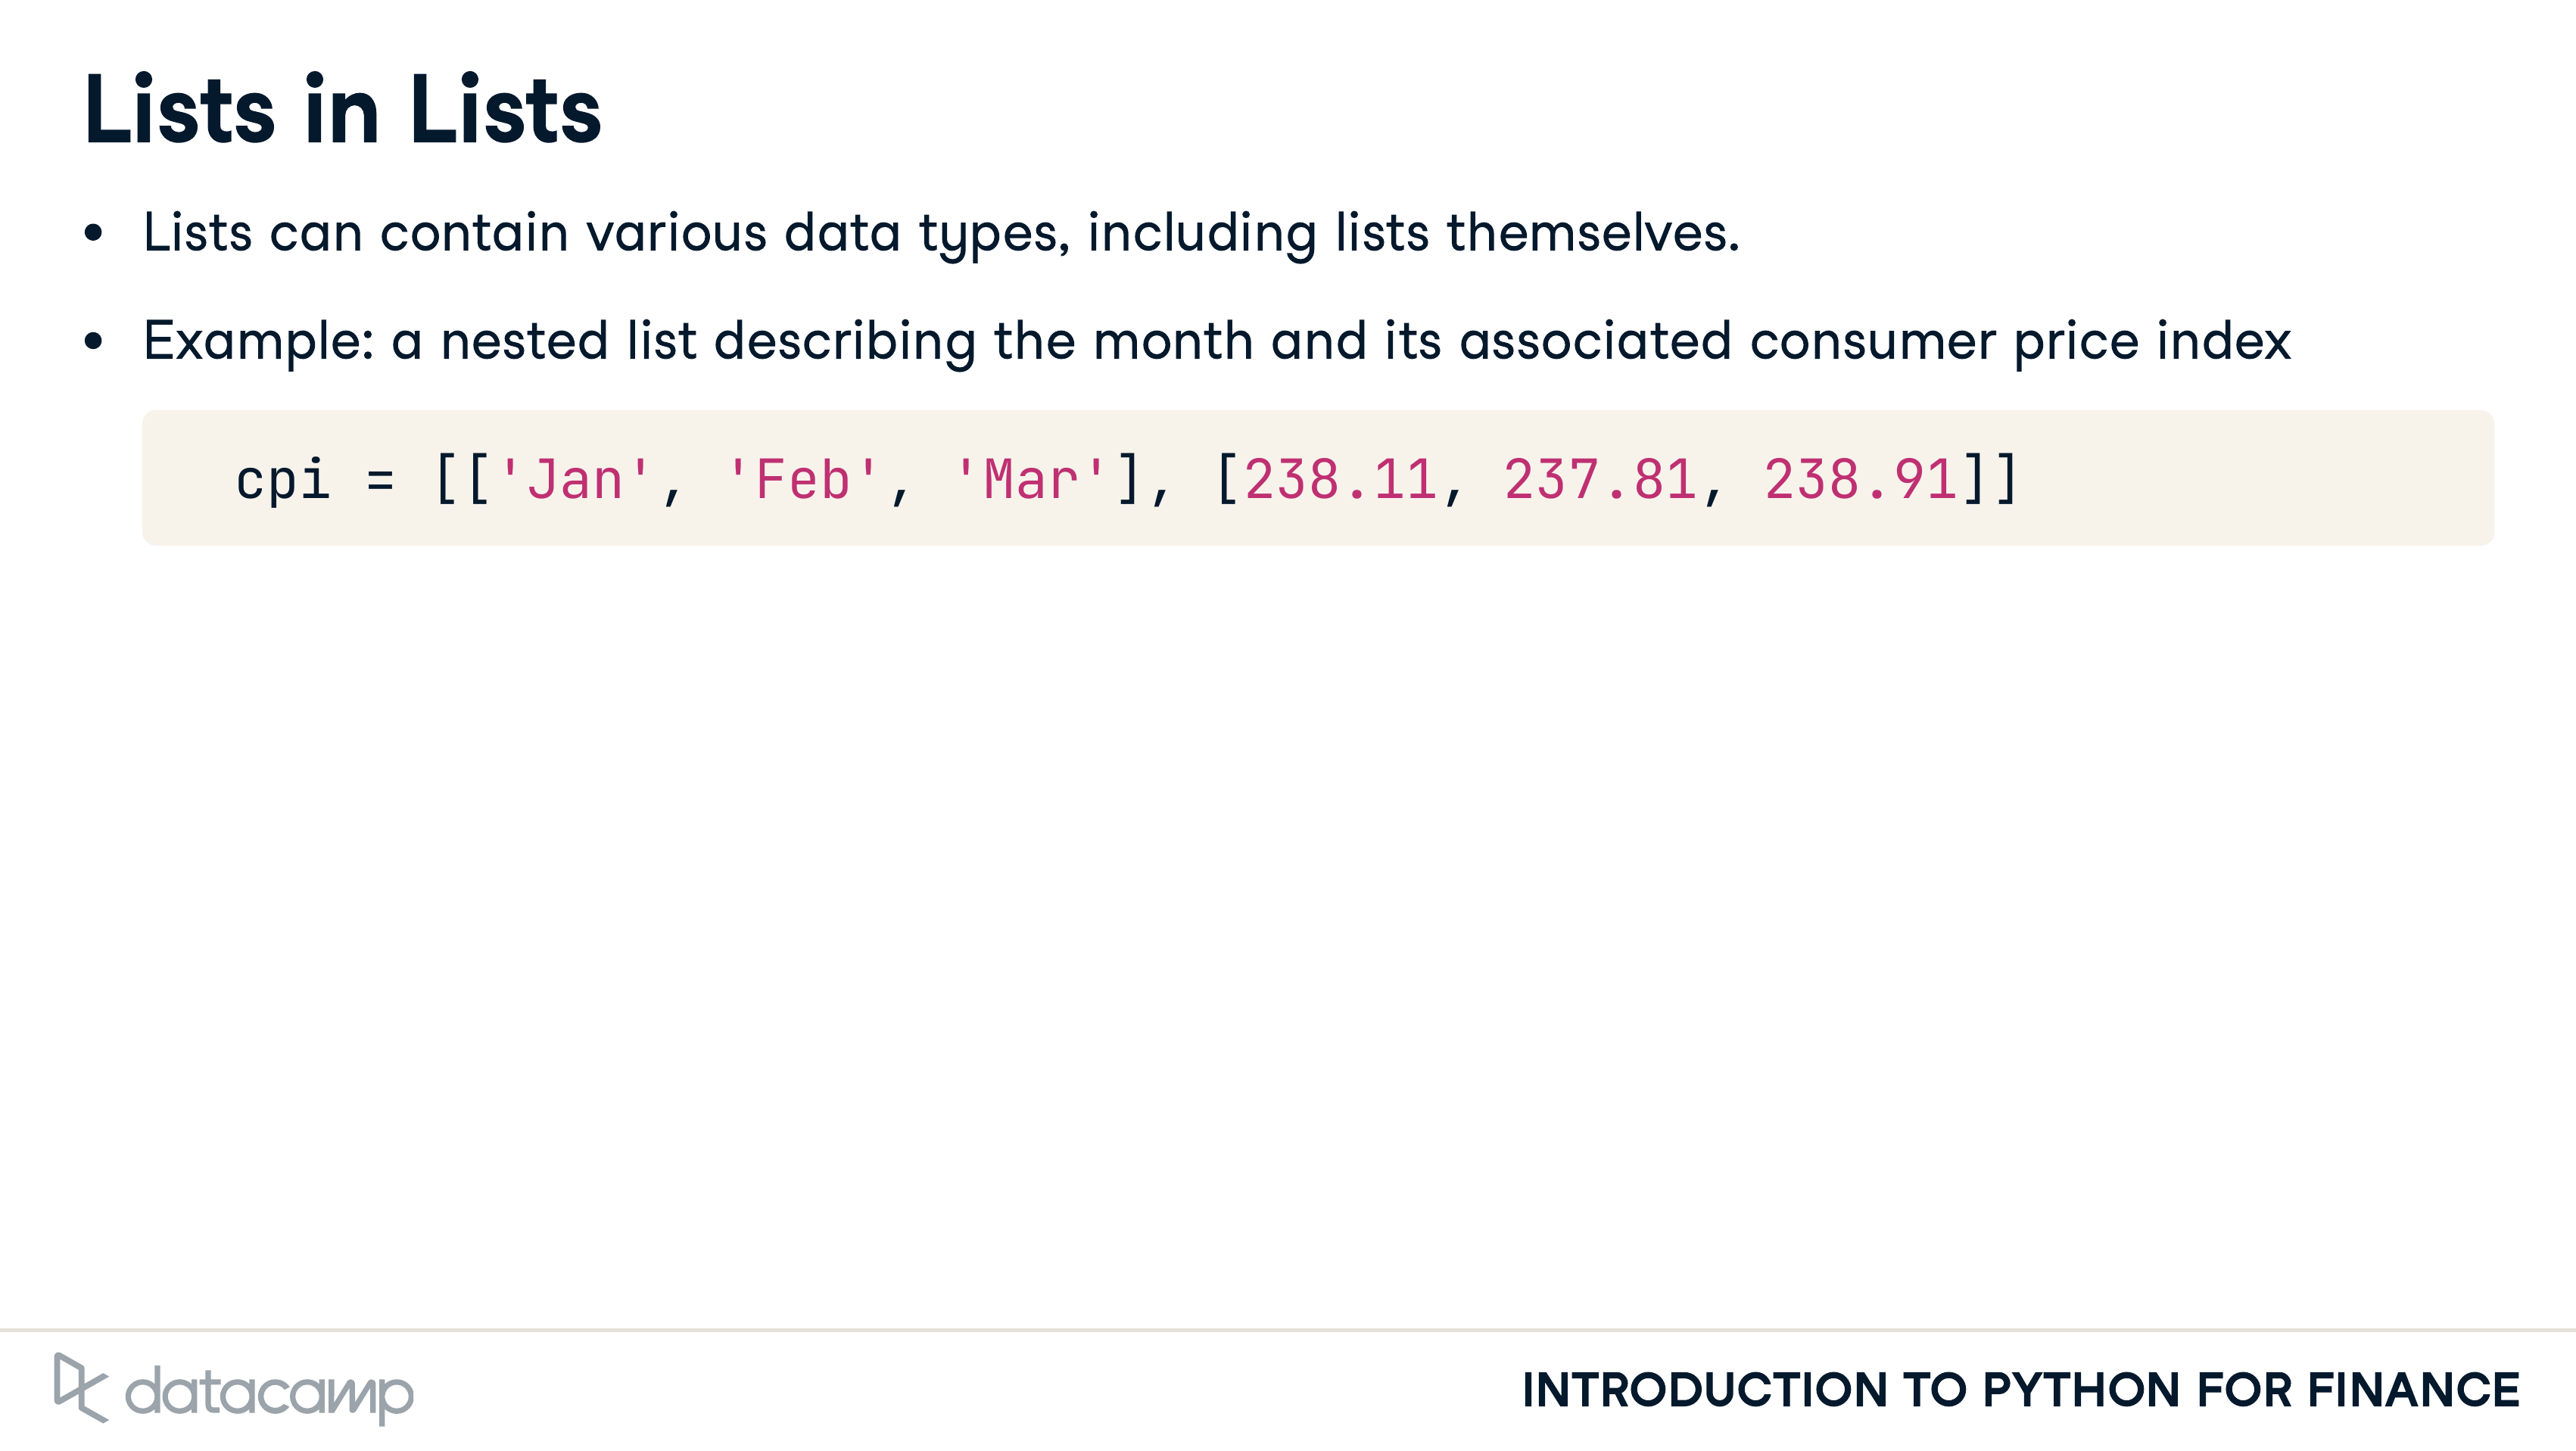 Lists in Lists
• Lists can contain various data types, including lists themselves.
• Example: a nested list describing the month and its associated consumer price index
cpi = [['Jan', 'Feb', 'Mar'], [238.11, 237.81, 238.91]]
datacamp
INTRODUCTION TO PYTHON FOR FINANCE